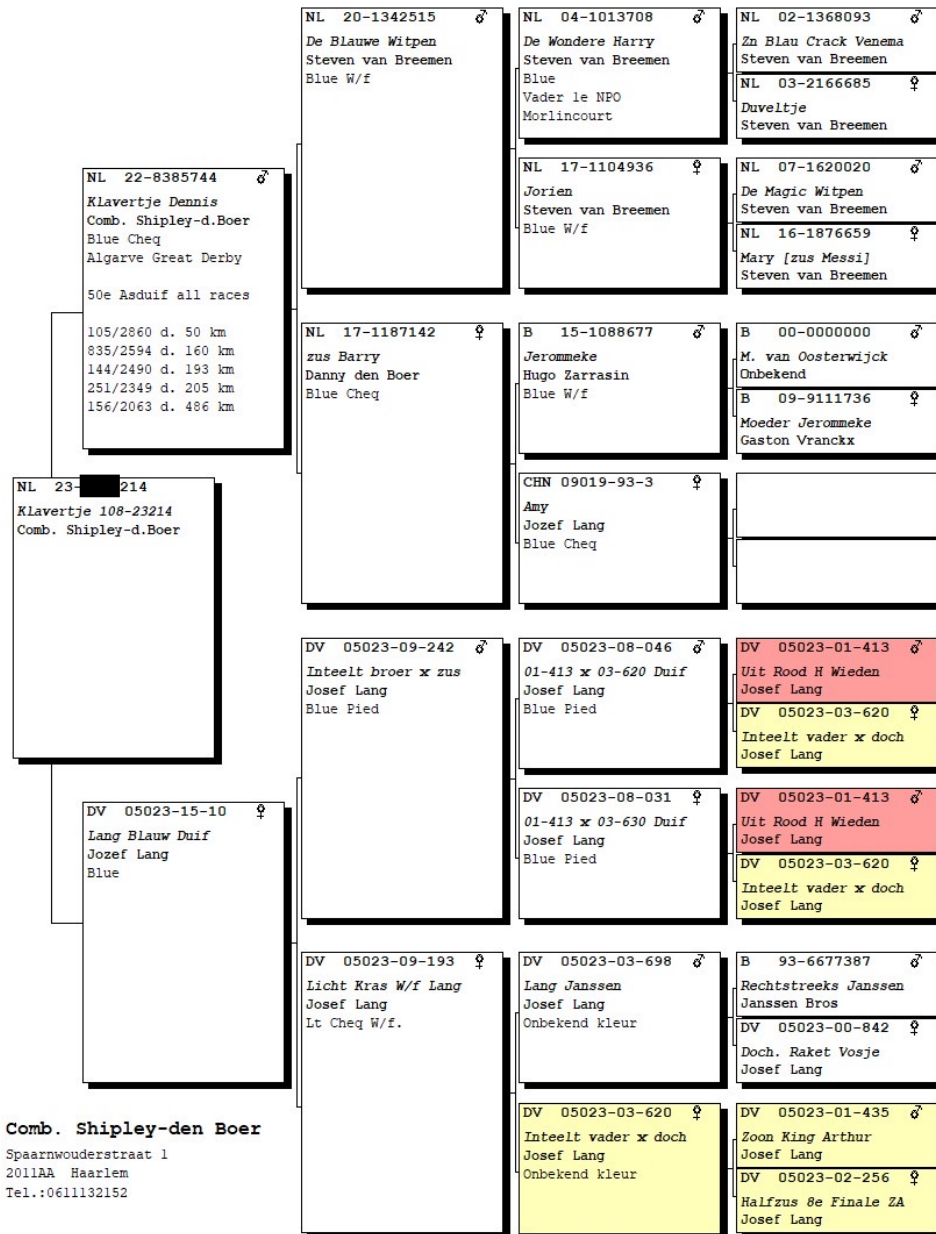 NL 23-214
Klavertje 108-23214
Comb. Shipley-d.Boer
NL 22-8385744 ♂
Klavertje Dennis
Comb. Shipley-d.Boer
Blue Cheq
Algarve Great Derby
50e Asduif all races
105/2860 d. 50 km
835/2594 d. 160 km
144/2490 d. 193 km
251/2349 d. 205 km
156/2063 d. 486 km
DV 05023-15-10 ♀
Lang Blauw Duif
Jozef Lang
Blue
NL 20-1342515 ♂
De Blauwe Witpen
Steven van Breemen
Blue W/f
NL 17-1187142 ♀
zus Barry
Danny den Boer
Blue Cheq
DV 05023-09-242 ♂
Inteelt broer x zus
Josef Lang
Blue Pied
DV 05023-09-193 ♀
Licht Kras W/f Lang
Josef Lang
Lt Cheq W/f.
NL 04-1013708 ♂
De Wondere Harry
Steven van Breemen
Blue
Vader 1e NPO
Morlincourt
NL 17-1104936 ♀
Jorien
Steven van Breemen
Blue W/f
B 15-1088677 ♂
Jerommeke
Hugo Zarrasin
Blue W/f
CHN 09019-93-3 ♀
Amy
Jozef Lang
Blue Cheq
DV 05023-08-046 ♂
01-413 x 03-620 Duif
Josef Lang
Blue Pied
DV 05023-08-031 ♀
01-413 x 03-630 Duif
Josef Lang
Blue Pied
DV 05023-03-698 ♂
Lang Janssen
Josef Lang
Onbekend kleur
DV 05023-03-620 ♀
Inteelt vader x doch
Josef Lang
Onbekend kleur
NL 02-1368093 ♂
Zn Blau Crack Venema
Steven van Breemen
NL 03-2166685 ♀
Duveltje
Steven van Breemen
NL 07-1620020 ♂
De Magic Witpen
Steven van Breemen
NL 16-1876659 ♀
Mary [zus Messi]
Steven van Breemen
B 00-0000000 ♂
M. van Oosterwijck
Onbekend
B 09-9111736 ♀
Moeder Jerommeke
Gaston Vranckx
DV 05023-01-413 ♂
Uit Rood H Wieden
Josef Lang
DV 05023-03-620 ♀
Inteelt vader x doch
Josef Lang
DV 05023-01-413 ♂
Uit Rood H Wieden
Josef Lang
DV 05023-03-620 ♀
Inteelt vader x doch
Josef Lang
B 93-6677387 ♂
Rechtstreeks Janssen
Janssen Bros
DV 05023-00-842 ♀
Doch. Raket Vosje
Josef Lang
DV 05023-01-435 ♂
Zoon King Arthur
Josef Lang
DV 05023-02-256 ♀
Halfzus 8e Finale ZA
Josef Lang
Comb. Shipley-den Boer
Spaarnwouderstraat 1
2011AA Haarlem
Tel.:0611132152